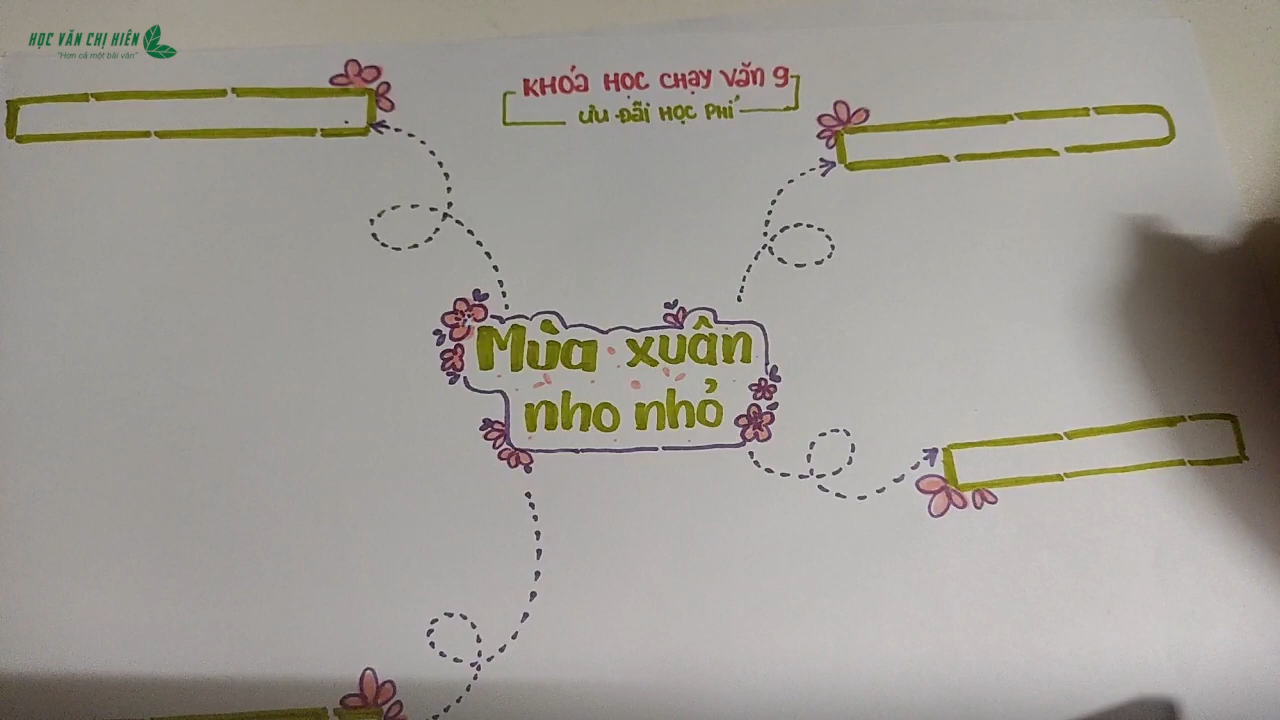 HỌC VĂN CHỊ HIÊN
"Hơn cả một bài văn"
KHÓA HỌC CHẠY VĂN 9
ƯU ĐÃI HỌC PHÍ
Mùa xuân
nho nhỏ